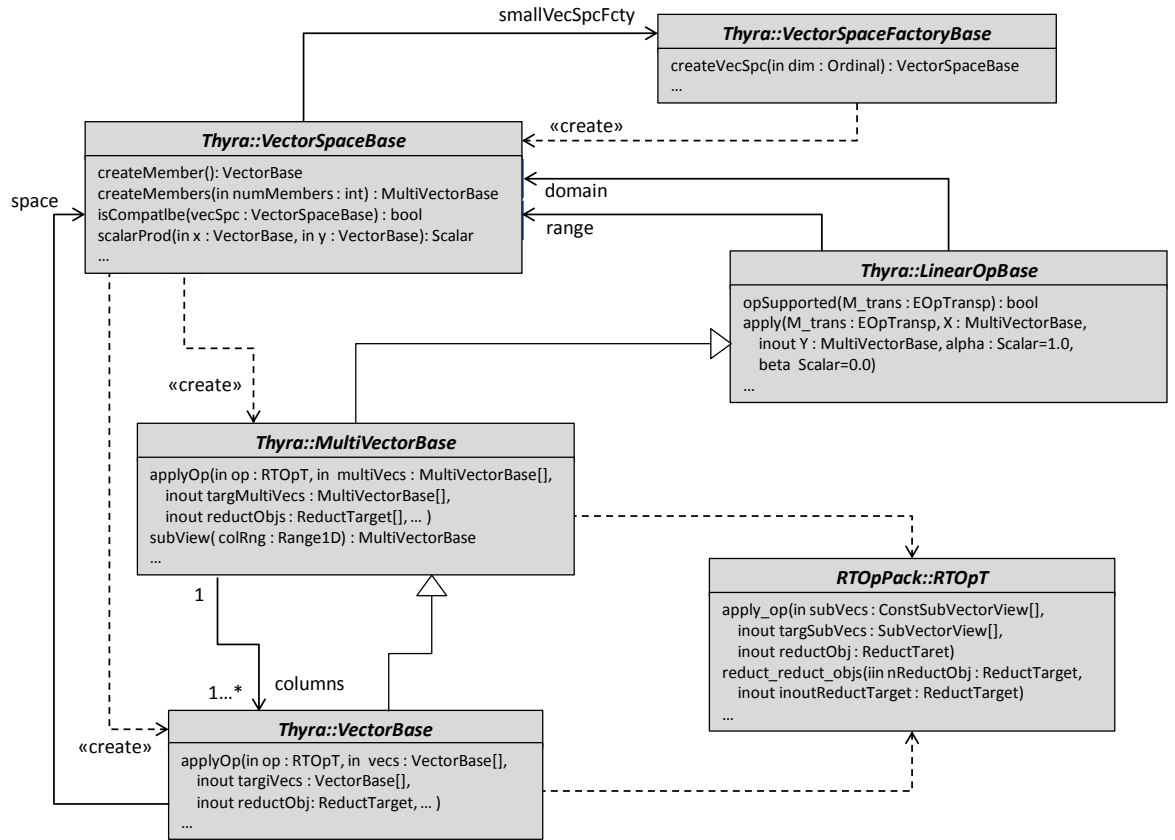 smallVecSpcFcty
Thyra::VectorSpaceFactoryBase
createVecSpc(in dim : Ordinal) : VectorSpaceBase
...
«create»
Thyra::VectorSpaceBase
createMember(): VectorBase
createMembers(in numMembers : int) : MultiVectorBase
isCompatlbe(vecSpc : VectorSpaceBase) : bool
scalarProd(in x : VectorBase, in y : VectorBase): Scalar
...
space
domain
range
Thyra::LinearOpBase
opSupported(M_trans : EOpTransp) : bool
apply(M_trans : EOpTransp, X : MultiVectorBase,
inout Y : MultiVectorBase, alpha : Scalar=1.0,
beta Scalar=0.0)
...
«create»
Thyra::MultiVectorBase
applyOp(in op : RTOpT, in multiVecs : MultiVectorBase[],
inout targMultiVecs : MultiVectorBase[],
inout reductObjs : ReductTarget[], ... )
subView( colRng : Range1D) : MultiVectorBase
...
1
columns
1...*
RTOpPack::RTOpT
apply_op(in subVecs : ConstSubVectorView[],
inout targSubVecs : SubVectorView[],
inout reductObj : ReductTaret)
reduct_reduct_objs(iin nReductObj : ReductTarget,
inout inoutReductTarget : ReductTarget)
...
«create»
Thyra::VectorBase
applyOp(in op : RTOpT, in vecs : VectorBase[],
inout targiVecs : VectorBase[],
inout reductObj: ReductTarget, ... )
...